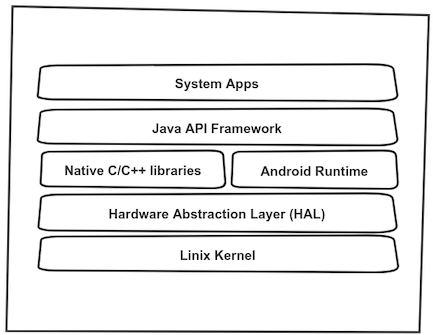 System Apps
Java API Framework
Native C/C++ libraries
Android Runtime
Hardware Abstraction Layer (HAL)
Linix Kernel